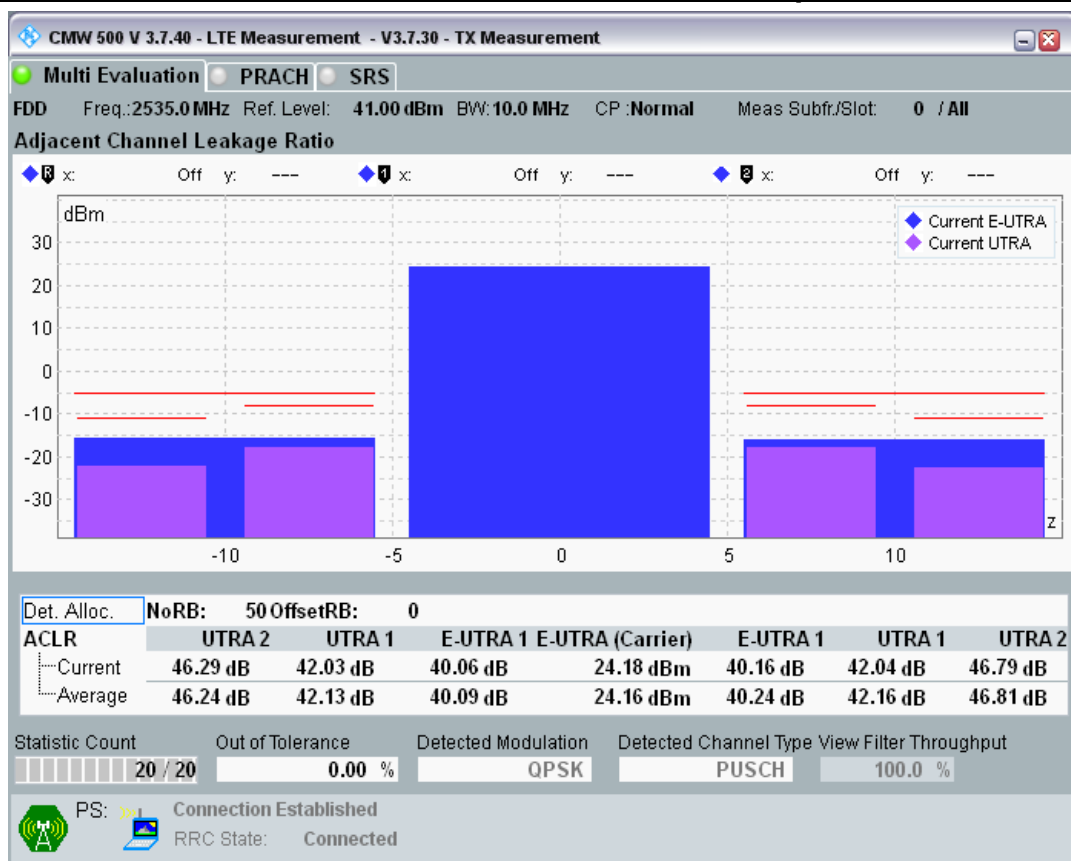 CMW 500 V 3.7.40 - LTE Measurement - V3.7.30 - TX Measurement
Multi Evaluation PRACH SRS
FDD Freq.:2535.0 MHz Ref. Level: 41.00 dBm BW: 10.0 MHz CP :Normal Meas Subfr./Slot: 0 / All
Adjacent Channel Leakage Ratio
R x: Off y: --- 1 x: Off y: --- 2 x: Off y: ---
dBm
Current E-UTRA
Current UTRA
30
20
10
0
-10
-20
-30
z
-10 -5 0 5 10
Det. Alloc. NoRB: 50 OffsetRB: 0
ACLR UTRA 2 UTRA 1 E-UTRA 1 E-UTRA (Carrier) E-UTRA 1 UTRA 1 UTRA 2
Current 46.29 dB 42.03 dB 40.06 dB 24.18 dBm 40.16 dB 42.04 dB 46.79 dB
Average 46.24 dB 42.13 dB 40.09 dB 24.16 dBm 40.24 dB 42.16 dB 46.81 dB
Statistic Count Out of Tolerance Detected Modulation Detected Channel Type View Filter Throughput
20 / 20 0.00 % QPSK PUSCH 100.0 %
PS: Connection Established
RRC State: Connected